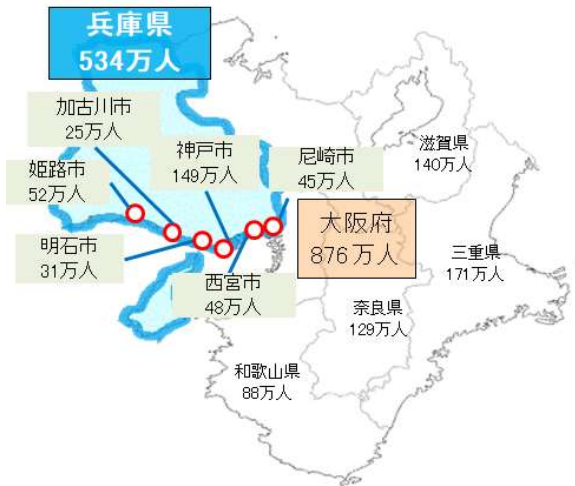 兵庫県
534万人
加古川市
25万人
神戸市
149万人
尼崎市
45万人
滋賀県
140万人
姫路市
52万人
大阪府
876万人
明石市
31万人
三重県
171万人
西宮市
48万人
奈良県
129万人
和歌山県
88万人